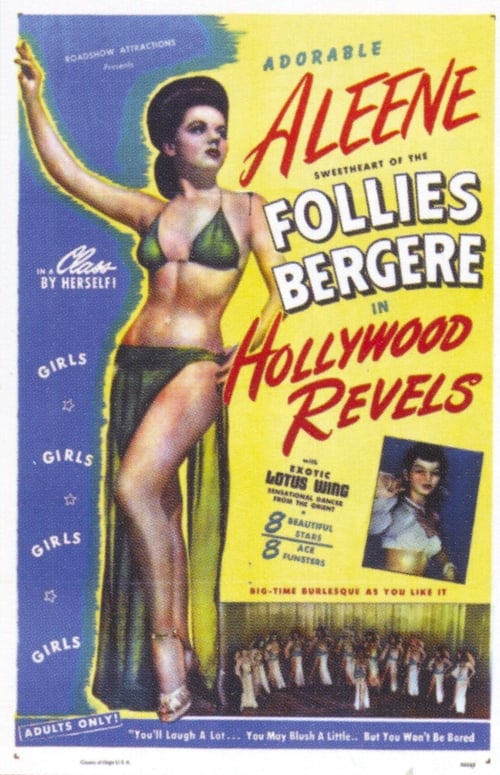 ROADSHOW ATTRACTIONS
Presents
ADORABLE
ALEENE
SWEETHEART OF THE
FOLLIES
BERGERE
IN
HOLLYWOOD
REVELS
IN A Class
BY HERSELF!
GIRLS
GIRLS
GIRLS
GIRLS
with
EXOTIC
LOTUS WING
SENSATIONAL DANCER
FROM THE ORIENT
8 BEAUTIFUL
STARS
8 ACE
FUNSTERS
BIG-TIME BURLESQUE AS YOU LIKE IT
ADULTS ONLY!
"You'll Laugh A Lot... You May Blush A Little.. But You Won't Be Bored